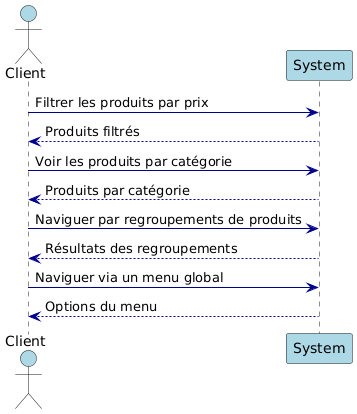 Client
System
Filtrer les produits par prix
Produits filtrés
Voir les produits par catégorie
Produits par catégorie
Naviguer par regroupements de produits
Résultats des regroupements
Naviguer via un menu global
Options du menu
Client
System